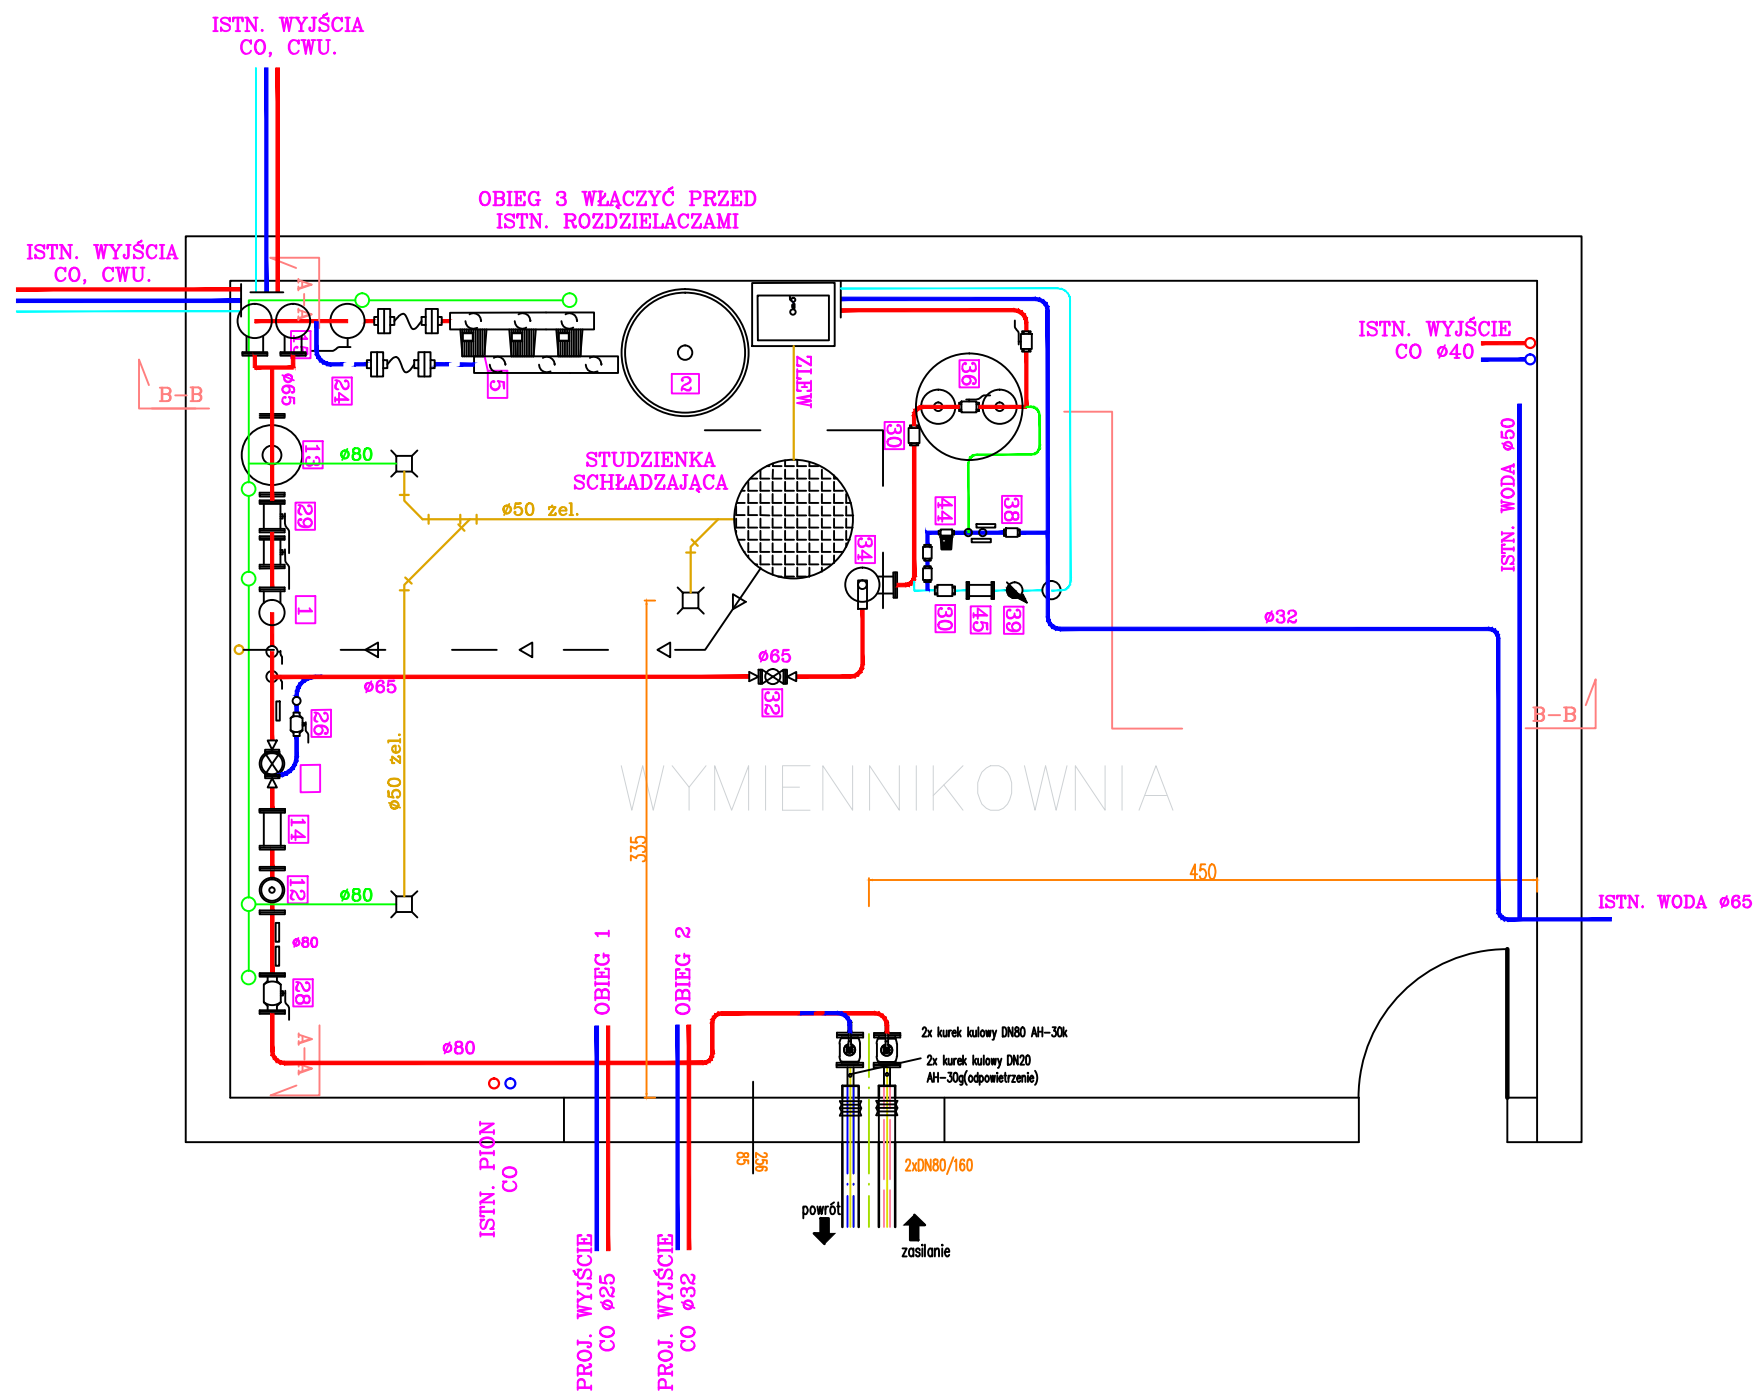 ISTN. WYJŚCIA
CO, CWU.
OBIEG 3 WŁĄCZYĆ PRZED
ISTN. ROZDZIELACZAMI
ISTN. WYJŚCIA
CO, CWU.
A-A
B-B
ø65
24
5
2
ZLEW
36
30
ISTN. WYJŚCIE
CO ø40
ISTN. WODA ø50
13
ø80
STUDZIENKA
SCHŁADZAJĄCA
ø50 żel.
29
44
38
34
1
30
45
39
ø32
ø65
32
ø65
26
B-B
ø50 żel.
WYMIENNIKOWNIA
14
335
450
12
ø80
ISTN. WODA ø65
ø80
28
OBIEG 1
OBIEG 2
A-A
ø80
2x kurek kulowy DN80 AH-30k
2x kurek kulowy DN20
AH-30g(odpowietrzenie)
ISTN. PION
CO
85
256
2xDN80/160
powrót
zasilanie
PROJ. WYJŚCIE
CO ø25
PROJ. WYJŚCIE
CO ø32